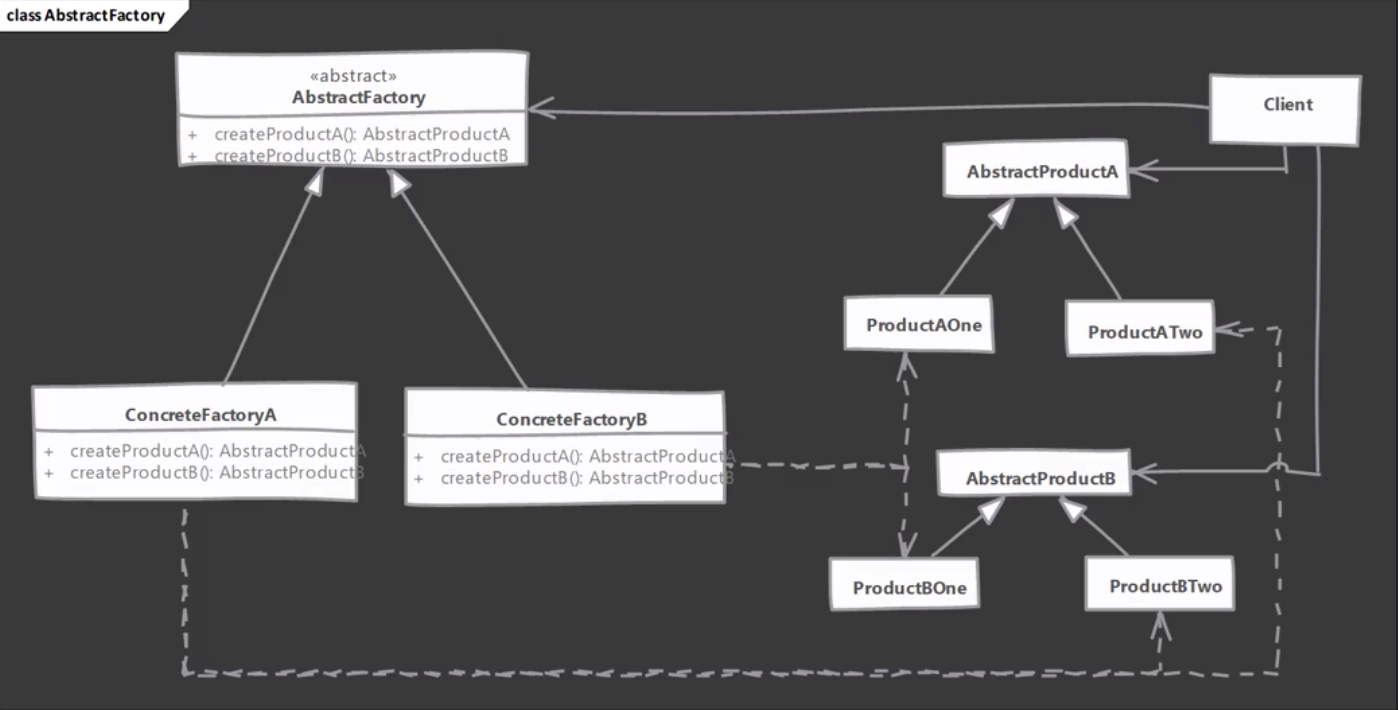 class AbstractFactory
«abstract»
AbstractFactory
+ createProductA(): AbstractProductA
+ createProductB(): AbstractProductB
Client
AbstractProductA
ProductAOne
ProductATwo
ConcreteFactoryA
+ createProductA(): AbstractProductA
+ createProductB(): AbstractProductB
ConcreteFactoryB
+ createProductA(): AbstractProductA
+ createProductB(): AbstractProductB
AbstractProductB
ProductBOne
ProductBTwo